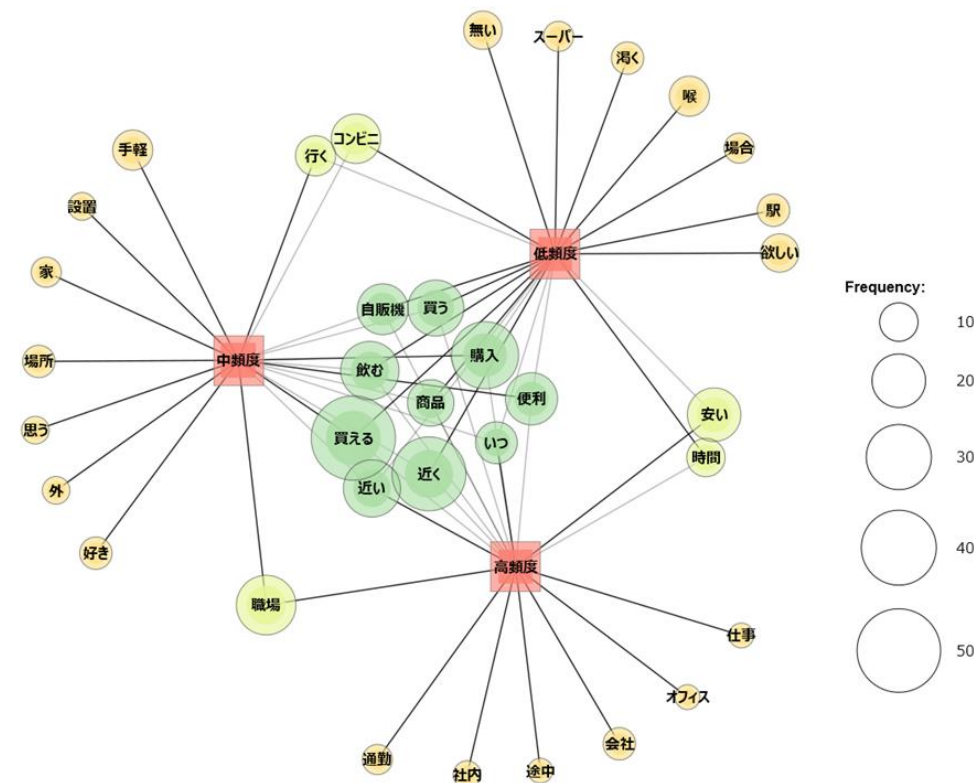 無い
スーパー
渇く
喉
コンビニ
行く
場合
手軽
設置
駅
欲しい
低頻度
家
Frequency:
自販機
買う
10
場所
中頻度
飲む
購入
20
商品
便利
安い
思う
買える
いつ
時間
30
近く
近い
外
好き
40
高頻度
職場
仕事
50
オフィス
会社
通勤
社内
途中